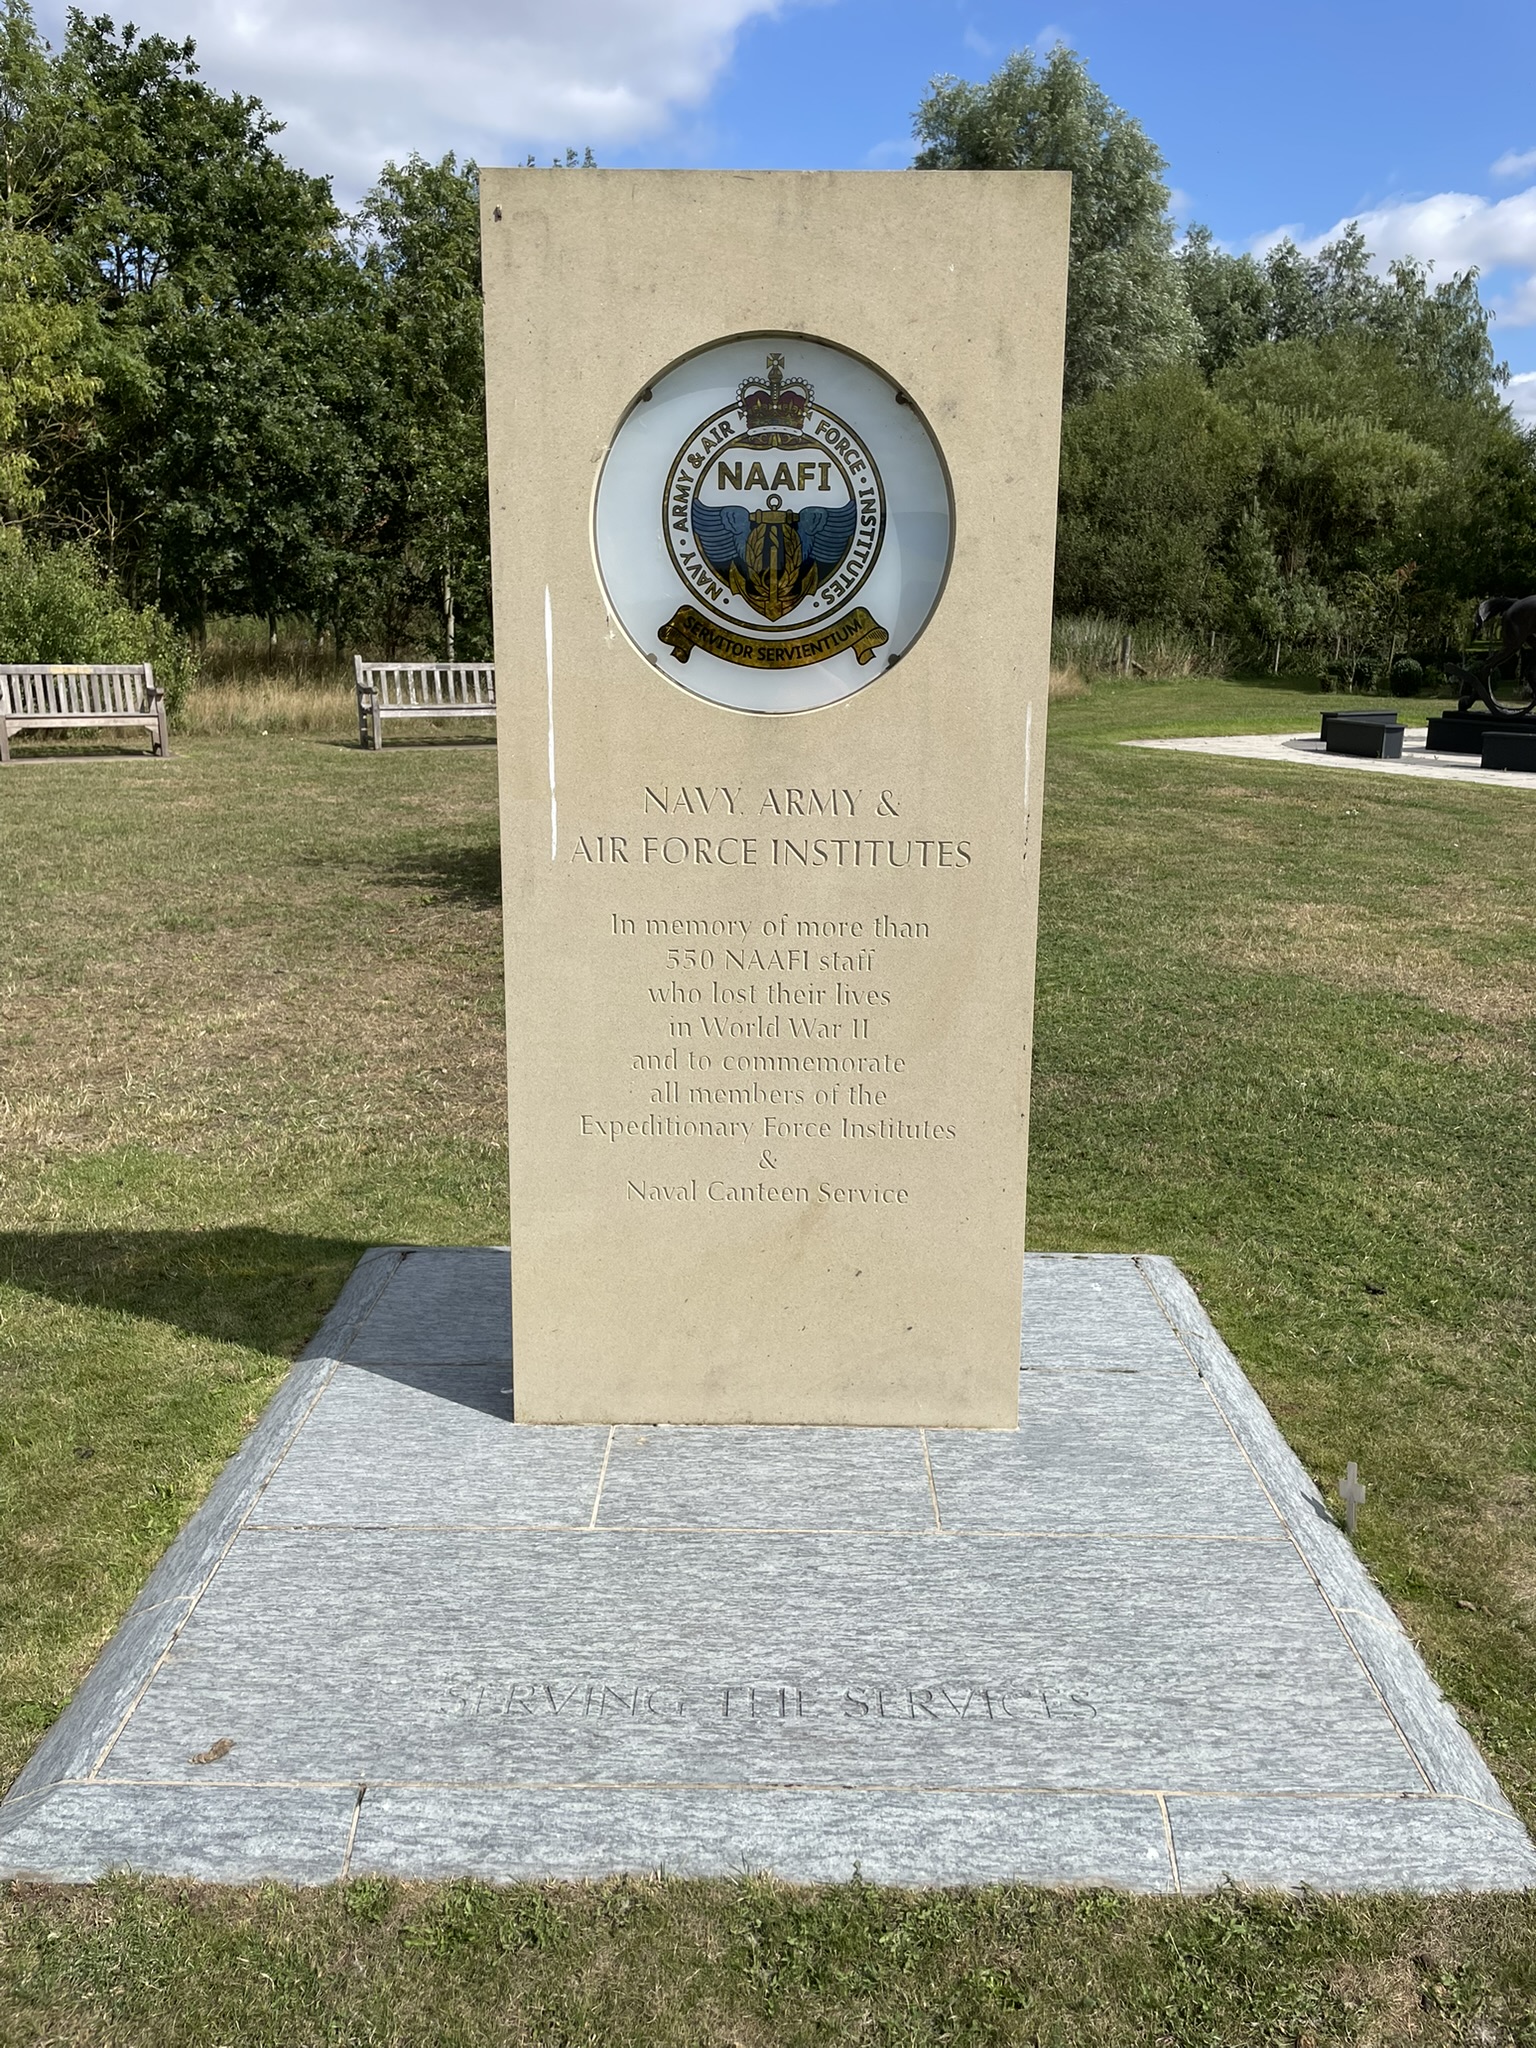 NAVY · ARMY & AIR FORCE · INSTITUTES ·
NAAFI
SERVITOR SERVIENTIUM
NAVY, ARMY &
AIR FORCE INSTITUTES
In memory of more than
550 NAAFI staff
who lost their lives
in World War II
and to commemorate
all members of the
Expeditionary Force Institutes
&
Naval Canteen Service
SERVING THE SERVICES